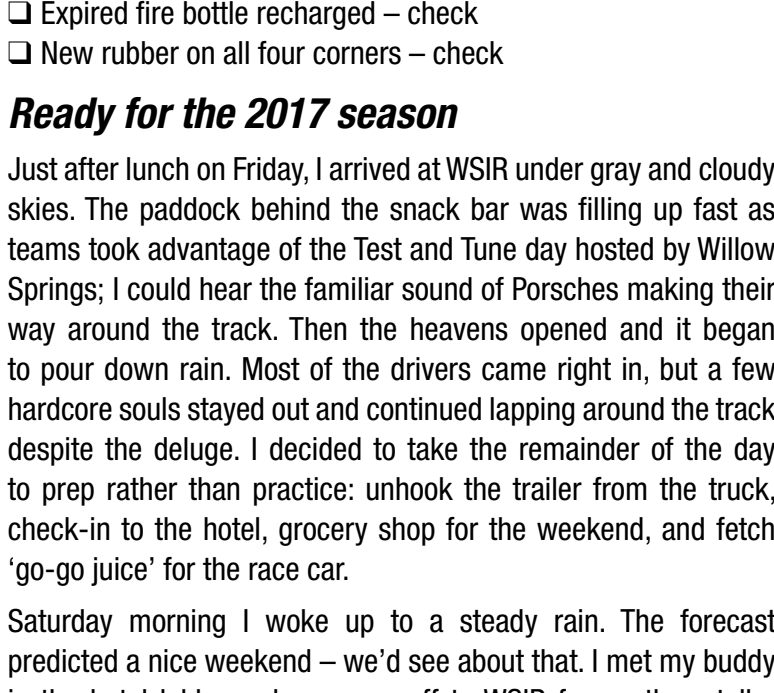 ❑ Expired fire bottle recharged – check
❑ New rubber on all four corners – check
Ready for the 2017 season
Just after lunch on Friday, I arrived at WSIR under gray and cloudy
skies. The paddock behind the snack bar was filling up fast as
teams took advantage of the Test and Tune day hosted by Willow
Springs; I could hear the familiar sound of Porsches making their
way around the track. Then the heavens opened and it began
to pour down rain. Most of the drivers came right in, but a few
hardcore souls stayed out and continued lapping around the track
despite the deluge. I decided to take the remainder of the day
to prep rather than practice: unhook the trailer from the truck,
check-in to the hotel, grocery shop for the weekend, and fetch
‘go-go juice’ for the race car.
Saturday morning I woke up to a steady rain. The forecast
predicted a nice weekend – we’d see about that. I met my buddy